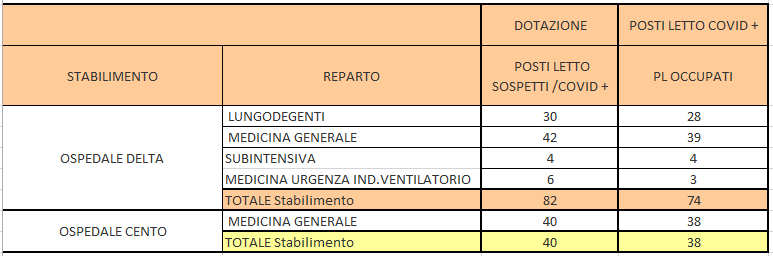 DOTAZIONE POSTI LETTO COVID +
STABILIMENTO REPARTO POSTI LETTO SOSPETTI /COVID + PL OCCUPATI
OSPEDALE DELTA
LUNGODEGENTI 30 28
MEDICINA GENERALE 42 39
SUBINTENSIVA 4 4
MEDICINA URGENZA IND.VENTILATORIO 6 3
TOTALE Stabilimento 82 74
OSPEDALE CENTO
MEDICINA GENERALE 40 38
TOTALE Stabilimento 40 38